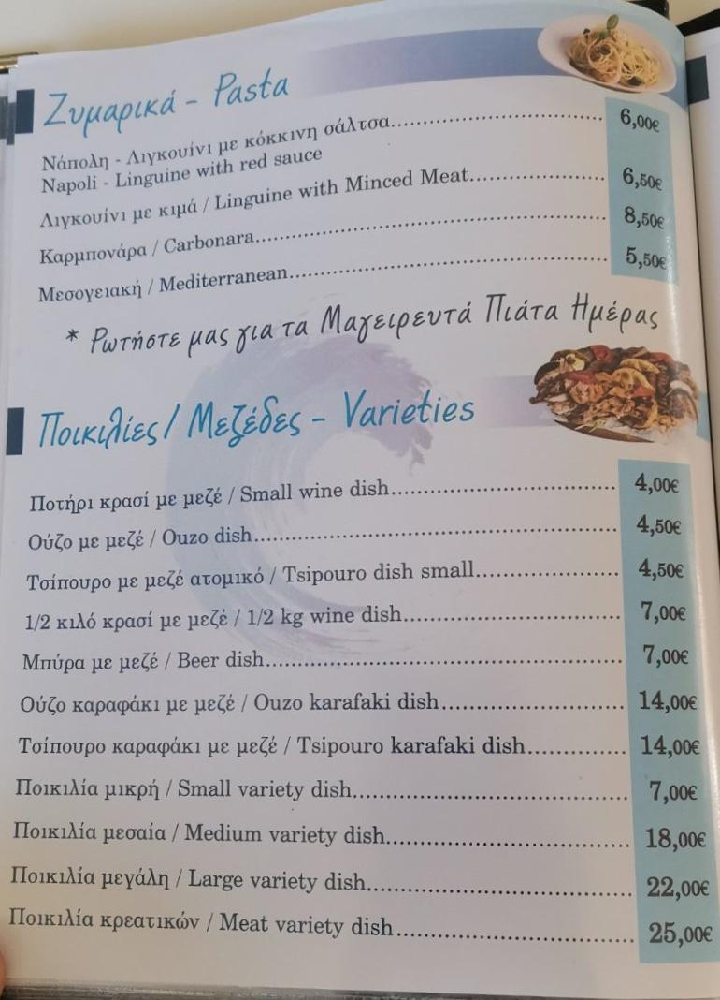 Ζυμαρικά - Pasta
Νάπολη - Λιγκουίνι με κόκκινη σάλτσα 6,00€
Napoli - Linguine with red sauce
Λιγκουίνι με κιμά / Linguine with Minced Meat 6,50€
Καρμπονάρα / Carbonara 8,50€
Μεσογειακή / Mediterranean 5,50€
* Ρωτήστε μας για τα Μαγειρευτά Πιάτα Ημέρας
Ποικιλίες / Μεζέδες - Varieties
Ποτήρι κρασί με μεζέ / Small wine dish 4,00€
Ούζο με μεζέ / Ouzo dish 4,50€
Τσίπουρο με μεζέ ατομικό / Tsipouro dish small 4,50€
1/2 κιλό κρασί με μεζέ / 1/2 kg wine dish 7,00€
Μπύρα με μεζέ / Beer dish 7,00€
Ούζο καραφάκι με μεζέ / Ouzo karafaki dish 14,00€
Τσίπουρο καραφάκι με μεζέ / Tsipouro karafaki dish 14,00€
Ποικιλία μικρή / Small variety dish 7,00€
Ποικιλία μεσαία / Medium variety dish 18,00€
Ποικιλία μεγάλη / Large variety dish 22,00€
Ποικιλία κρεατικών / Meat variety dish 25,00€